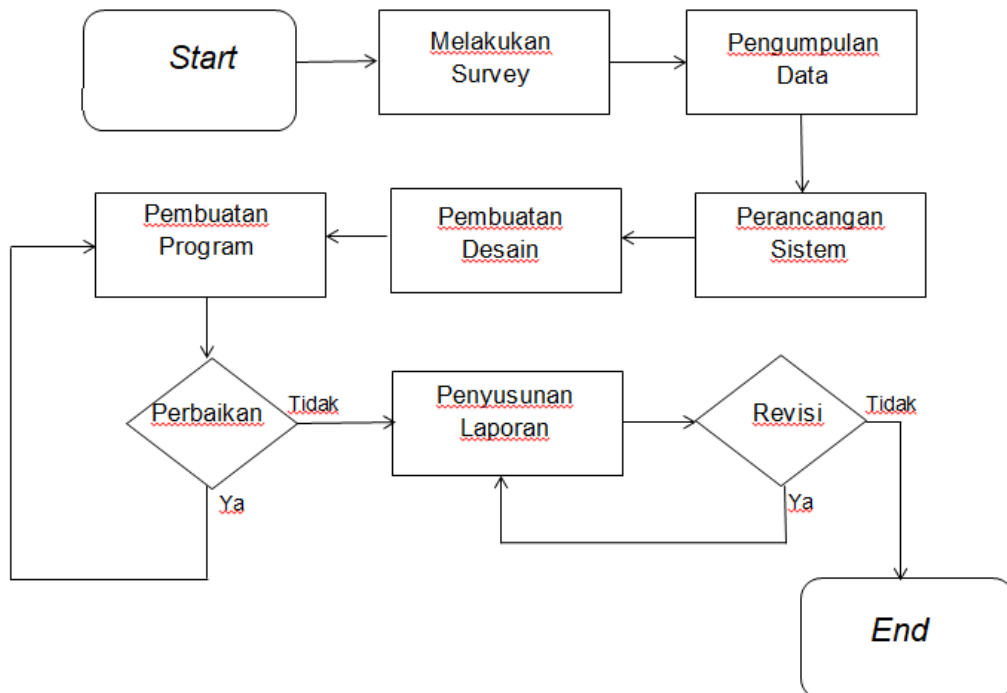 Start
Melakukan
Survey
Pengumpulan
Data
Perancangan
Sistem
Pembuatan
Desain
Pembuatan
Program
Perbaikan
Tidak
Ya
Penyusunan
Laporan
Revisi
Tidak
Ya
End